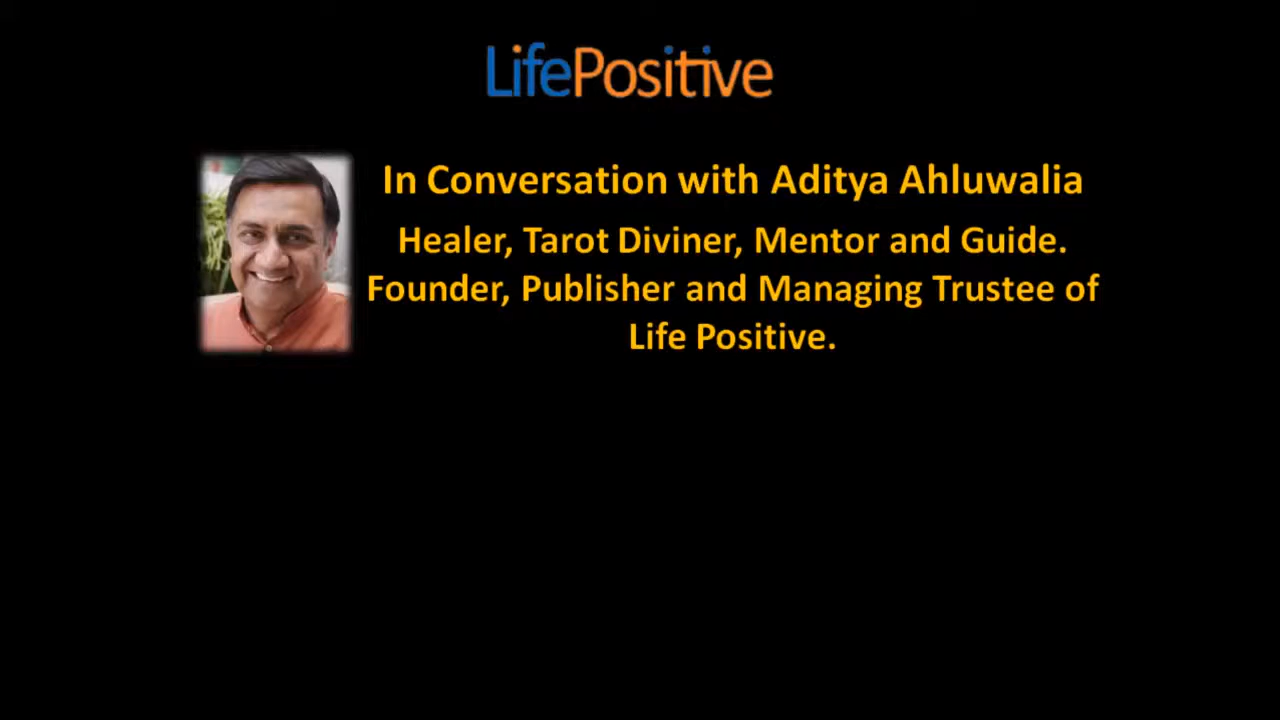 LifePositive
In Conversation with Aditya Ahluwalia
Healer, Tarot Diviner, Mentor and Guide.
Founder, Publisher and Managing Trustee of
Life Positive.